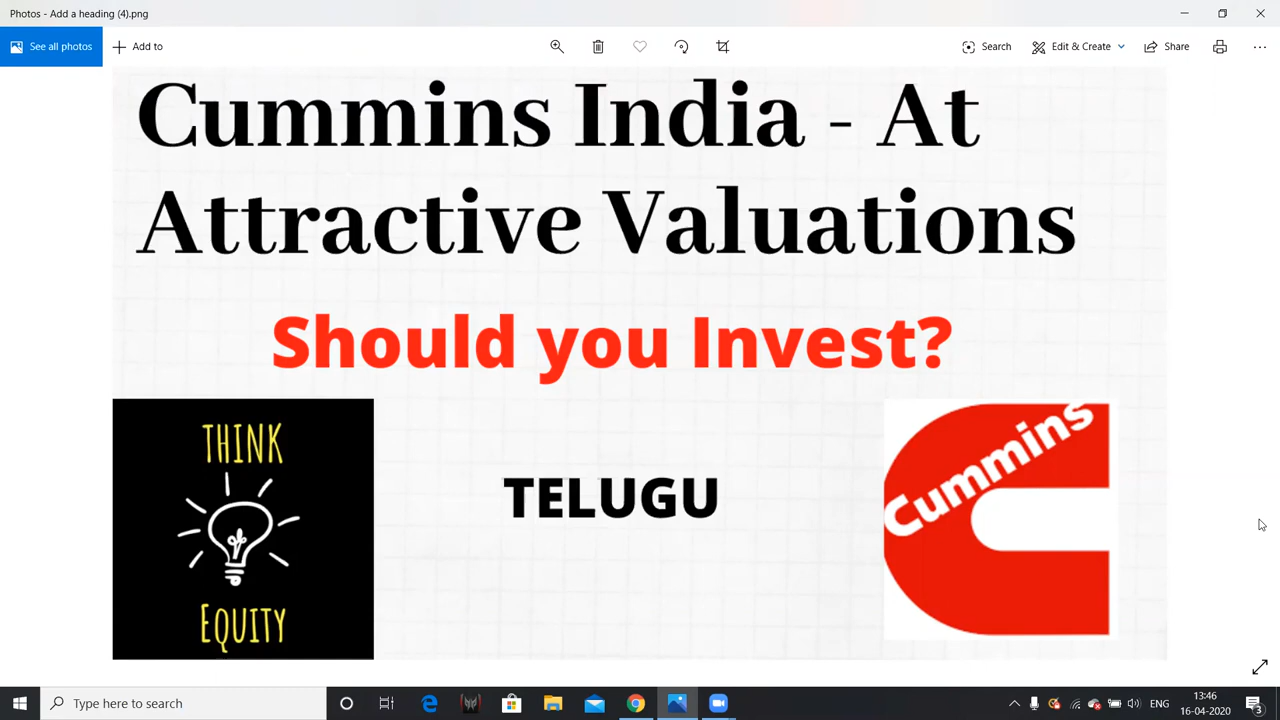 Photos - Add a heading (4).png
See all photos
Add to
Search
Edit & Create
Share
Cummins India - At
Attractive Valuations
Should you Invest?
THINK
EQUITY
TELUGU
Cummins
Type here to search
ENG
13:46
16-04-2020
3